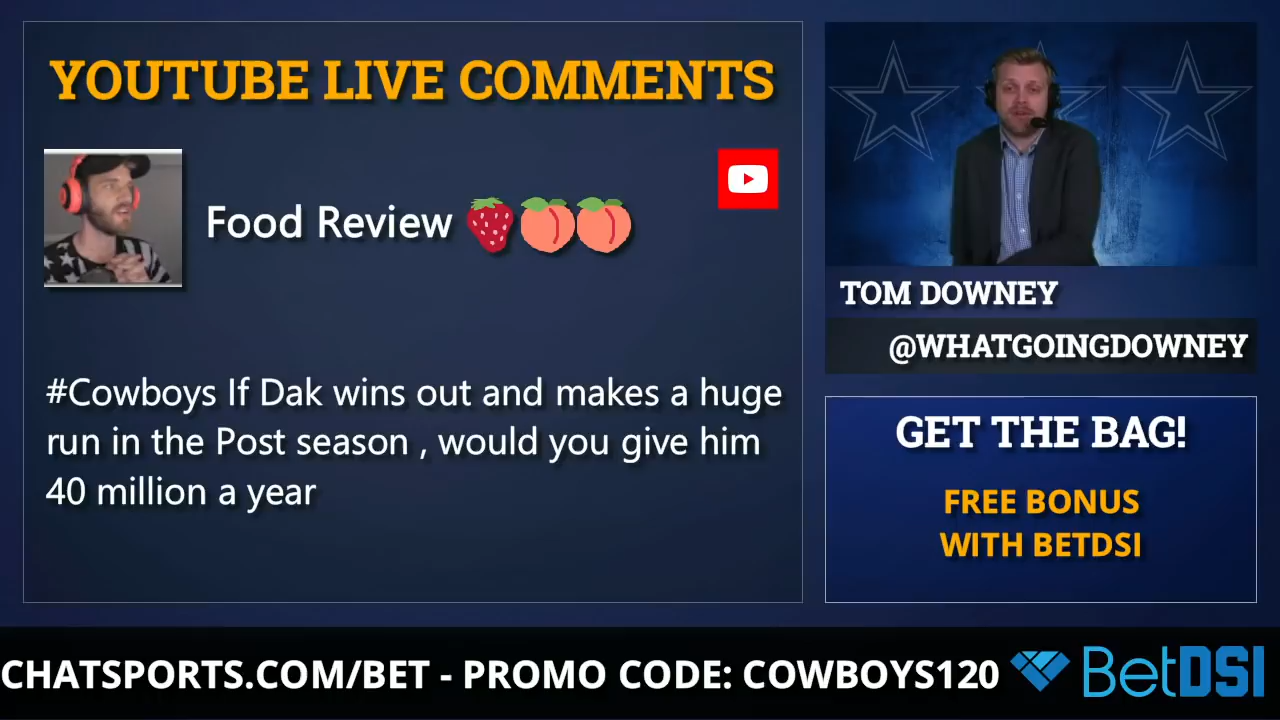 YOUTUBE LIVE COMMENTS
Food Review 🍓🍑🍑
#Cowboys If Dak wins out and makes a huge
run in the Post season , would you give him
40 million a year
TOM DOWNEY
@WHATGOINGDOWNEY
GET THE BAG!
FREE BONUS
WITH BETDSI
CHATSPORTS.COM/BET - PROMO CODE: COWBOYS120
BetDSI